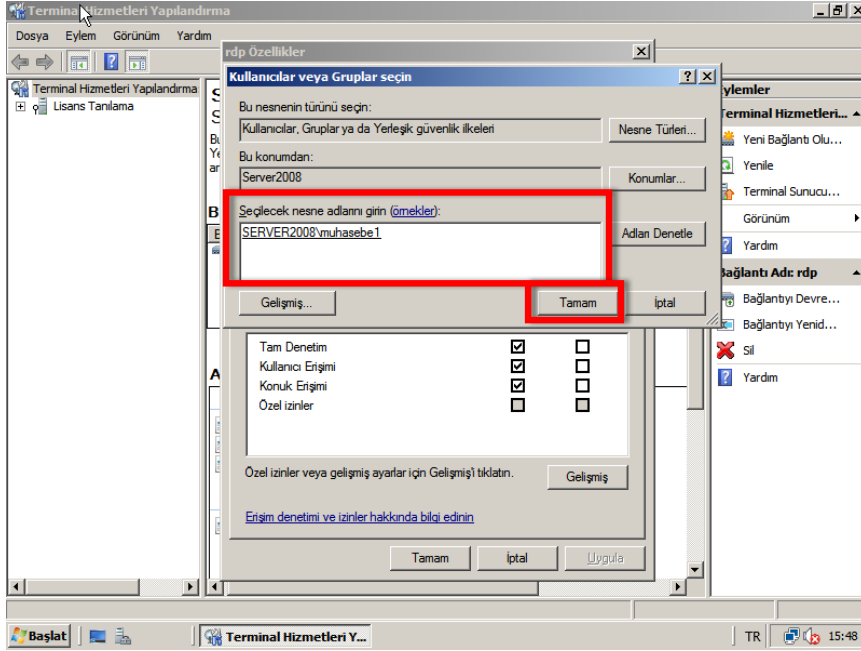 Terminal Hizmetleri Yapılandırma
Dosya Eylem Görünüm Yardım
rdp Özellikler
Kullanıcılar veya Gruplar seçin
Terminal Hizmetleri Yapılandırma
Lisans Tanılama
Bu nesnenin türünü seçin:
Kullanıcılar, Gruplar ya da Yerleşik güvenlik ilkeleri
Nesne Türleri...
Bu konumdan:
Server2008
Konumlar...
Seçilecek nesne adlarını girin (örnekler):
SERVER2008\muhasebe1
Adları Denetle
Gelişmiş...
Tamam
İptal
Tam Denetim
Kullanıcı Erişimi
Konuk Erişimi
Özel izinler
Özel izinler veya gelişmiş ayarlar için Gelişmiş'i tıklatın.
Gelişmiş
Erişim denetimi ve izinler hakkında bilgi edinin
Tamam
İptal
Uygula
ylemler
Terminal Hizmetleri...
Yeni Bağlantı Olu...
Yenile
Terminal Sunucu...
Görünüm
Yardım
Bağlantı Adı: rdp
Bağlantıyı Devre...
Bağlantıyı Yenid...
Sil
Yardım
Başlat
Terminal Hizmetleri Y...
TR
15:48